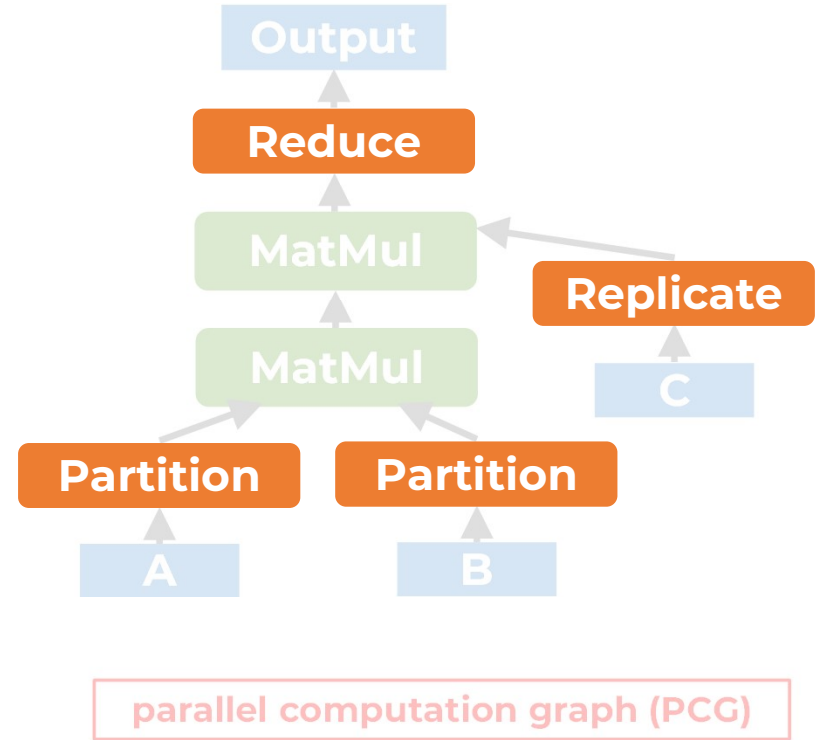 Output
Reduce
MatMul
Replicate
MatMul
C
Partition
Partition
A
B
parallel computation graph (PCG)